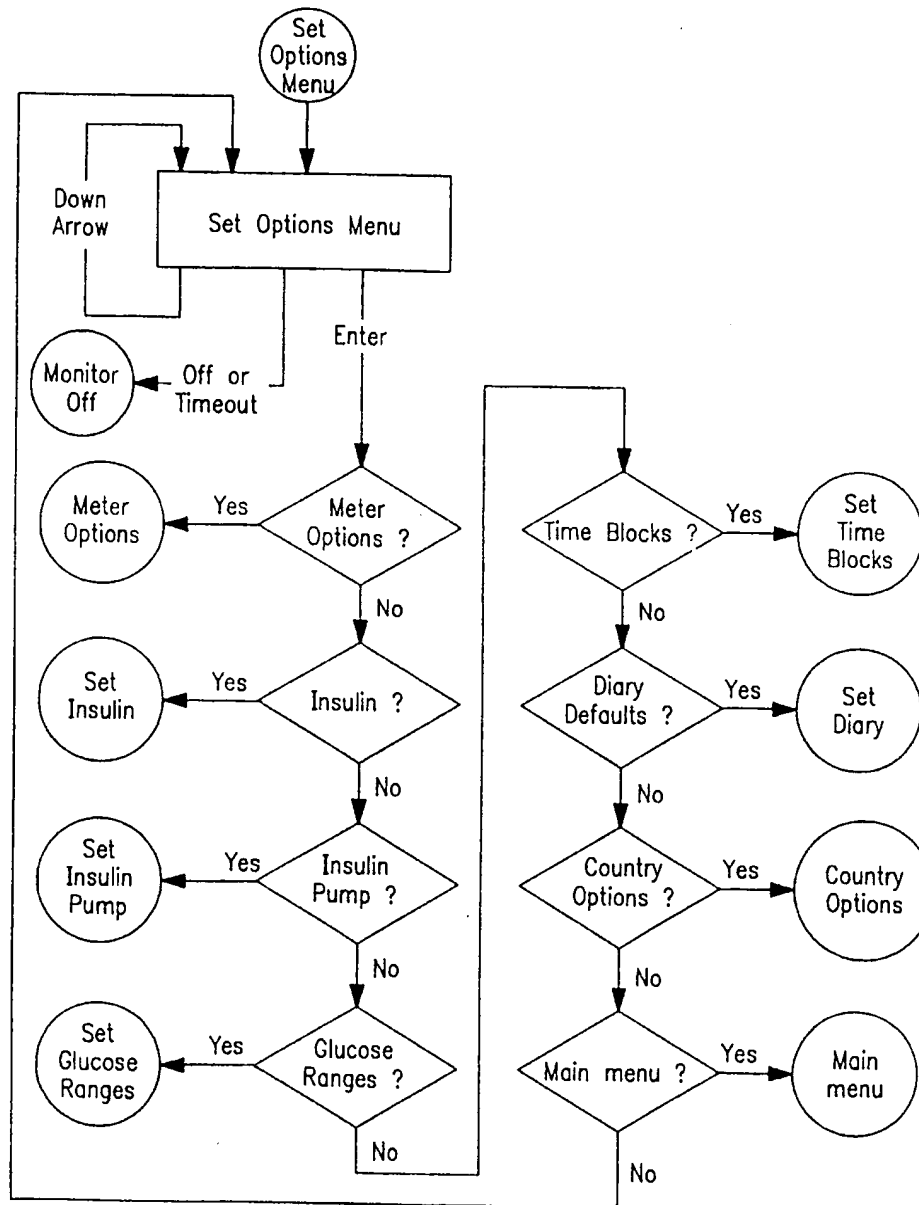 Set
Options
Menu
Down
Arrow
Set Options Menu
Enter
Monitor
Off
Off or
Timeout
Meter
Options
Yes
Meter
Options ?
No
Set
Insulin
Yes
Insulin ?
No
Set
Insulin
Pump
Yes
Insulin
Pump ?
No
Set
Glucose
Ranges
Yes
Glucose
Ranges ?
No
Time Blocks ?
Yes
Set
Time
Blocks
No
Diary
Defaults ?
Yes
Set
Diary
No
Country
Options ?
Yes
Country
Options
No
Main menu ?
Yes
Main
menu
No